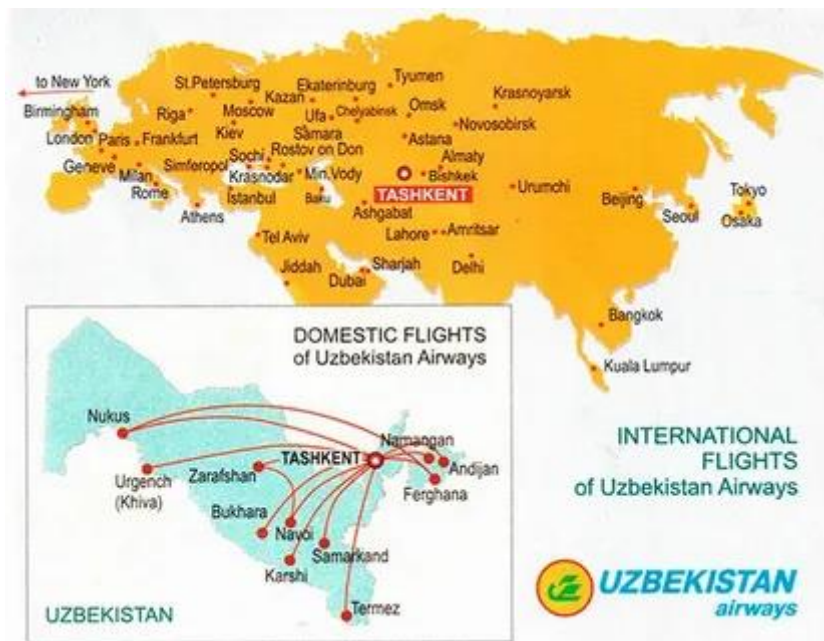 to New York
St.Petersburg
Ekaterinburg
Tyumen
Birmingham
Riga
Moscow
Kazan
Ufa
Chelyabinsk
Omsk
Krasnoyarsk
London
Paris
Frankfurt
Kiev
Samara
Astana
Novosobirsk
Geneve
Milan
Simferopol
Sochi
Rostov on Don
Krasnodar
Min.Vody
Almaty
Bishkek
Rome
Istanbul
Baku
TASHKENT
Urumchi
Beijing
Tokyo
Athens
Ashgabat
Seoul
Osaka
Tel Aviv
Lahore
Amritsar
Jiddah
Dubai
Sharjah
Delhi
Bangkok
Kuala Lumpur
DOMESTIC FLIGHTS
of Uzbekistan Airways
Nukus
Namangan
TASHKENT
Andijan
Urgench
(Khiva)
Zarafshan
Ferghana
Bukhara
Navoi
Samarkand
Karshi
Termez
UZBEKISTAN
INTERNATIONAL
FLIGHTS
of Uzbekistan Airways
UZBEKISTAN
airways